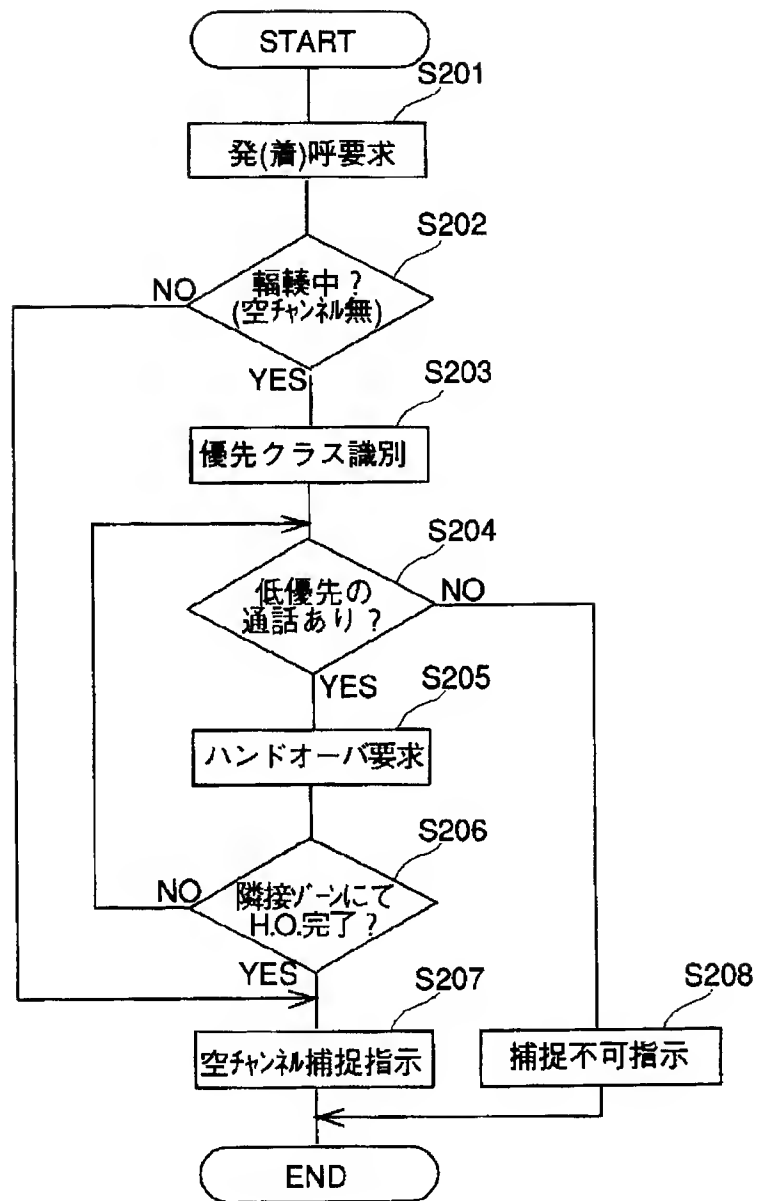 START
S201
発(着)呼要求
S202
NO
輻輳中?
(空チャンネル無)
YES
S203
優先クラス識別
S204
低優先の
通話あり?
NO
YES
S205
ハンドオーバ要求
S206
NO
隣接ゾーンにて
H.O.完了?
YES
S207
S208
空チャンネル捕捉指示
捕捉不可指示
END